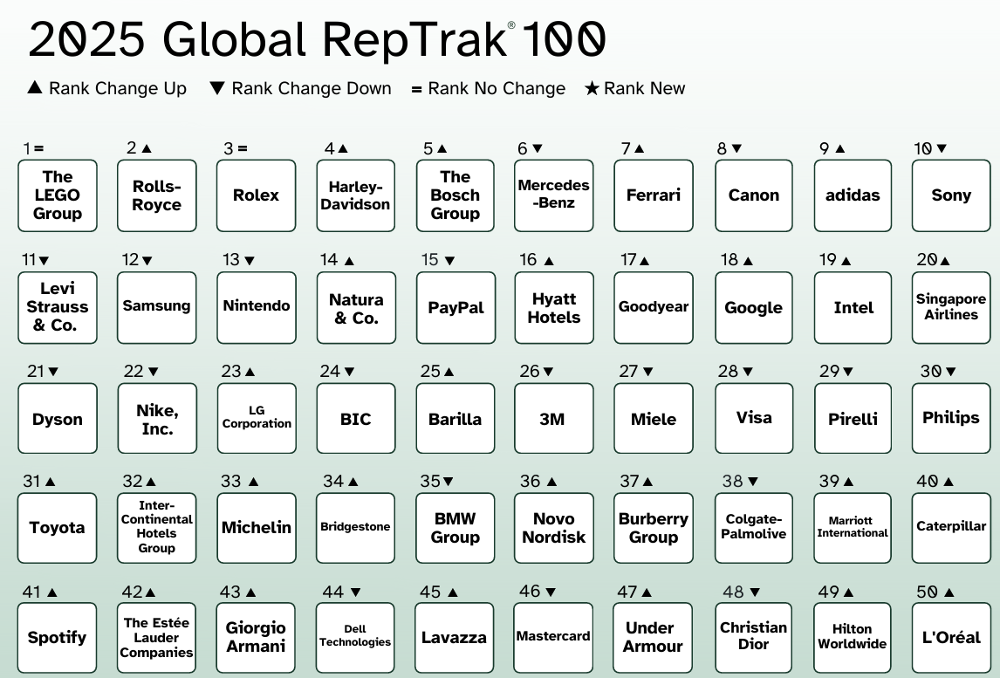 2025 Global RepTrak® 100
▲ Rank Change Up ▼ Rank Change Down = Rank No Change ★ Rank New
1 = 2 ▲ 3 = 4 ▲ 5 ▲ 6 ▼ 7 ▲ 8 ▼ 9 ▲ 10 ▼
The
LEGO
Group
Rolls-
Royce
Rolex
Harley-
Davidson
The
Bosch
Group
Mercedes
-Benz
Ferrari
Canon
adidas
Sony
11 ▼ 12 ▼ 13 ▼ 14 ▲ 15 ▼ 16 ▲ 17 ▲ 18 ▲ 19 ▲ 20 ▲
Levi
Strauss
& Co.
Samsung
Nintendo
Natura
& Co.
PayPal
Hyatt
Hotels
Goodyear
Google
Intel
Singapore
Airlines
21 ▼ 22 ▼ 23 ▲ 24 ▼ 25 ▲ 26 ▼ 27 ▼ 28 ▼ 29 ▼ 30 ▼
Dyson
Nike,
Inc.
LG
Corporation
BIC
Barilla
3M
Miele
Visa
Pirelli
Philips
31 ▲ 32 ▲ 33 ▲ 34 ▲ 35 ▼ 36 ▲ 37 ▲ 38 ▼ 39 ▲ 40 ▲
Toyota
Inter-
Continental
Hotels
Group
Michelin
Bridgestone
BMW
Group
Novo
Nordisk
Burberry
Group
Colgate-
Palmolive
Marriott
International
Caterpillar
41 ▲ 42 ▲ 43 ▲ 44 ▼ 45 ▲ 46 ▼ 47 ▲ 48 ▼ 49 ▲ 50 ▲
Spotify
The Estée
Lauder
Companies
Giorgio
Armani
Dell
Technologies
Lavazza
Mastercard
Under
Armour
Christian
Dior
Hilton
Worldwide
L'Oréal